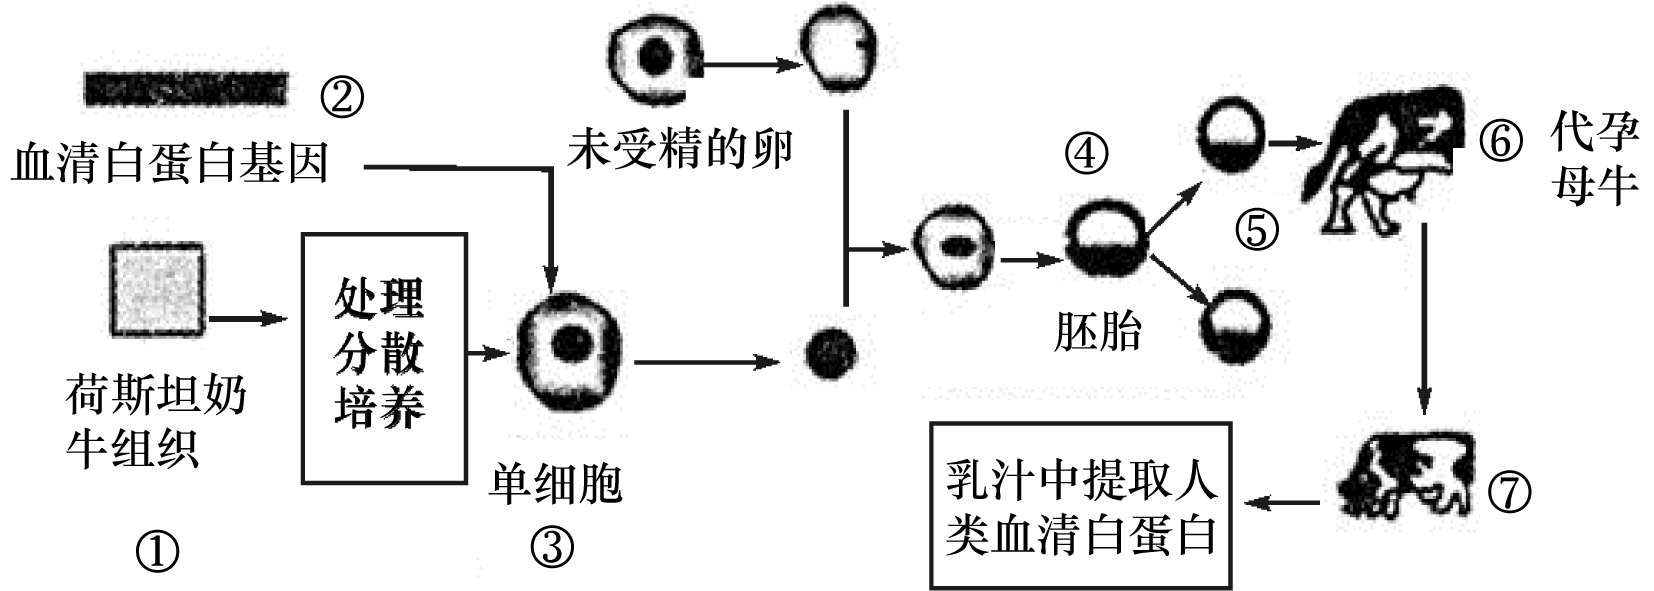 ②
血清白蛋白基因
未受精的卵
④
⑥
代孕
母牛
⑤
处理
分散
培养
胚胎
荷斯坦奶
牛组织
单细胞
①
③
乳汁中提取人
类血清白蛋白
⑦